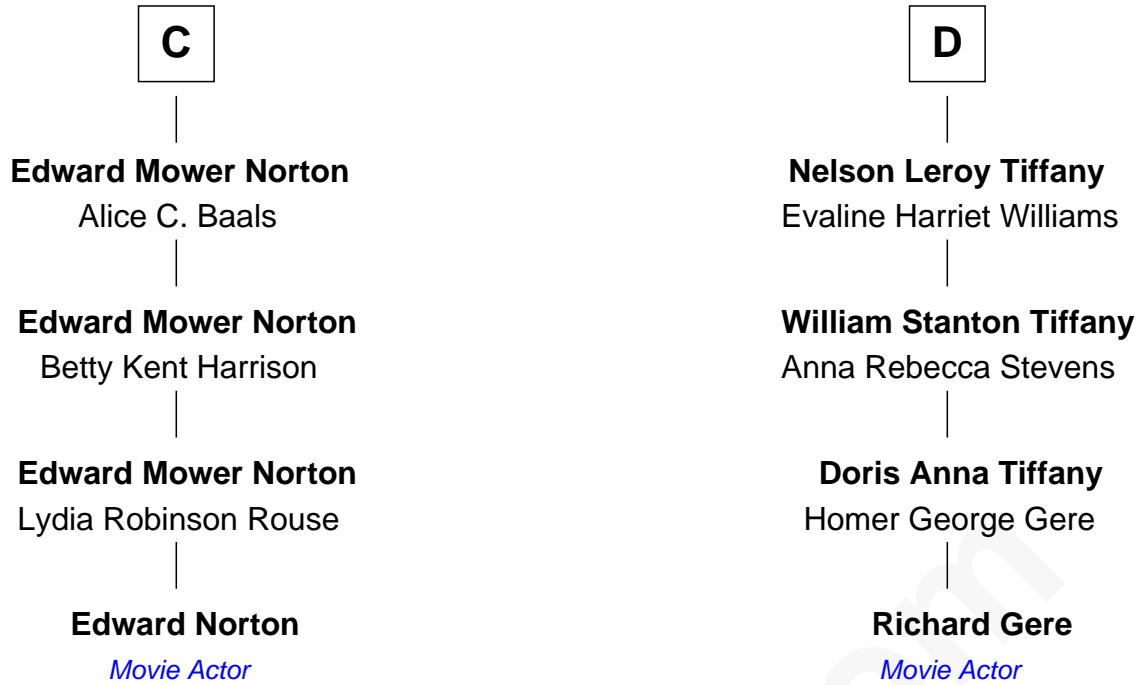 C
D
Edward Mower Norton
Alice C. Baals
Nelson Leroy Tiffany
Evaline Harriet Williams
Edward Mower Norton
Betty Kent Harrison
William Stanton Tiffany
Anna Rebecca Stevens
Edward Mower Norton
Lydia Robinson Rouse
Doris Anna Tiffany
Homer George Gere
Edward Norton
Movie Actor
Richard Gere
Movie Actor